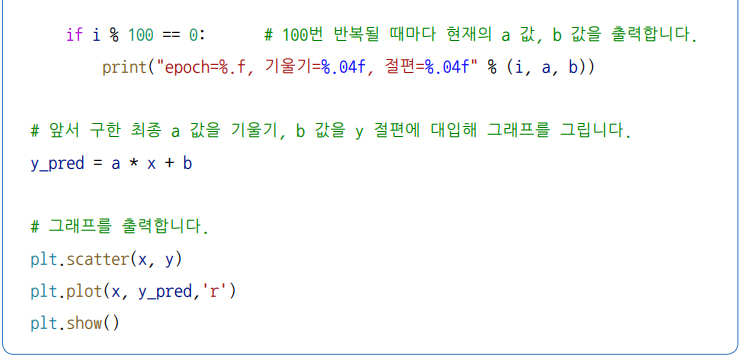 if i % 100 == 0:      # 100번 반복될 때마다 현재의 a 값, b 값을 출력합니다.
print("epoch=%.f, 기울기=%.04f, 절편=%.04f" % (i, a, b))
# 앞서 구한 최종 a 값을 기울기, b 값을 y 절편에 대입해 그래프를 그립니다.
y_pred = a * x + b
# 그래프를 출력합니다.
plt.scatter(x, y)
plt.plot(x, y_pred,'r')
plt.show()